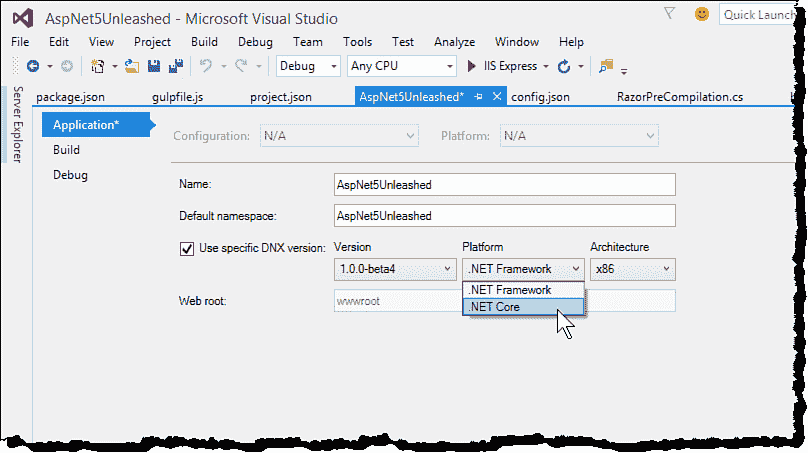 AspNet5Unleashed - Microsoft Visual Studio
Quick Launch
File Edit View Project Build Debug Team Tools Test Analyze Window Help
Debug Any CPU IIS Express
Server Explorer
package.json gulpfile.js project.json AspNet5Unleashed* config.json RazorPreCompilation.cs
Application* Configuration: N/A Platform: N/A
Build
Debug
Name: AspNet5Unleashed
Default namespace: AspNet5Unleashed
Use specific DNX version: Version Platform Architecture
1.0.0-beta4 .NET Framework x86
.NET Framework
Web root: wwwroot .NET Core